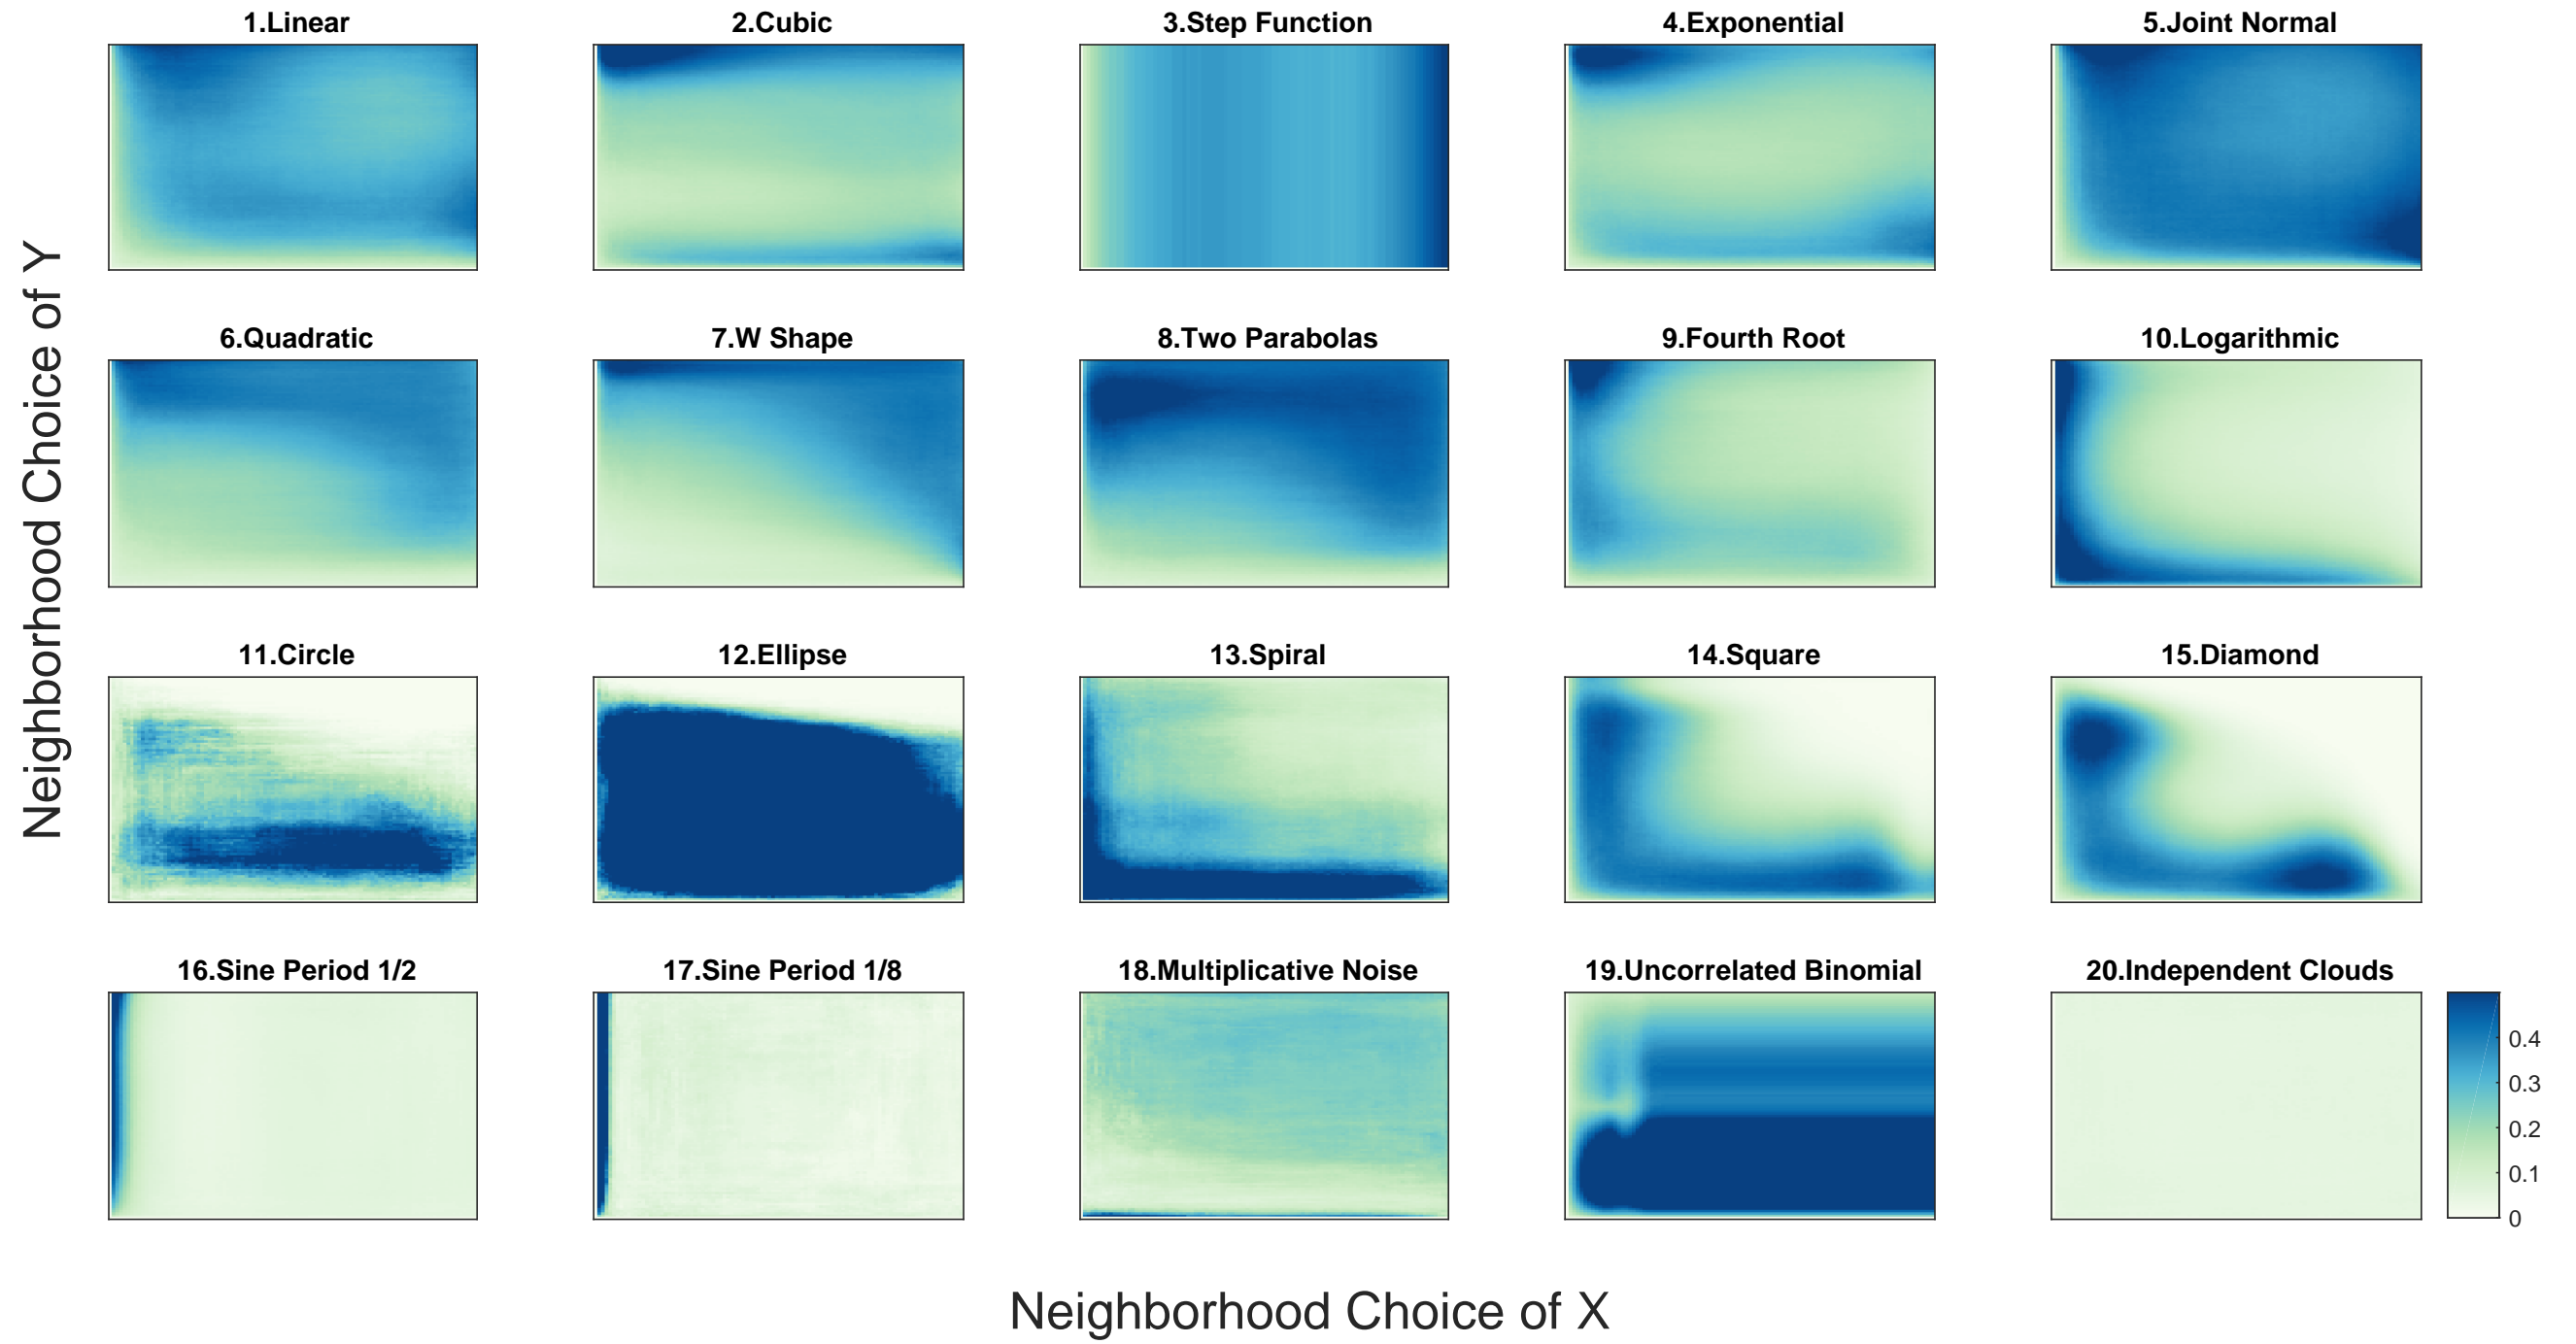 1.Linear
2.Cubic
3.Step Function
4.Exponential
5.Joint Normal
6.Quadratic
7.W Shape
8.Two Parabolas
9.Fourth Root
10.Logarithmic
Neighborhood Choice of Y
11.Circle
12.Ellipse
13.Spiral
14.Square
15.Diamond
16.Sine Period 1/2
17.Sine Period 1/8
18.Multiplicative Noise
19.Uncorrelated Binomial
20.Independent Clouds
0.4
0.3
0.2
0.1
0
Neighborhood Choice of X